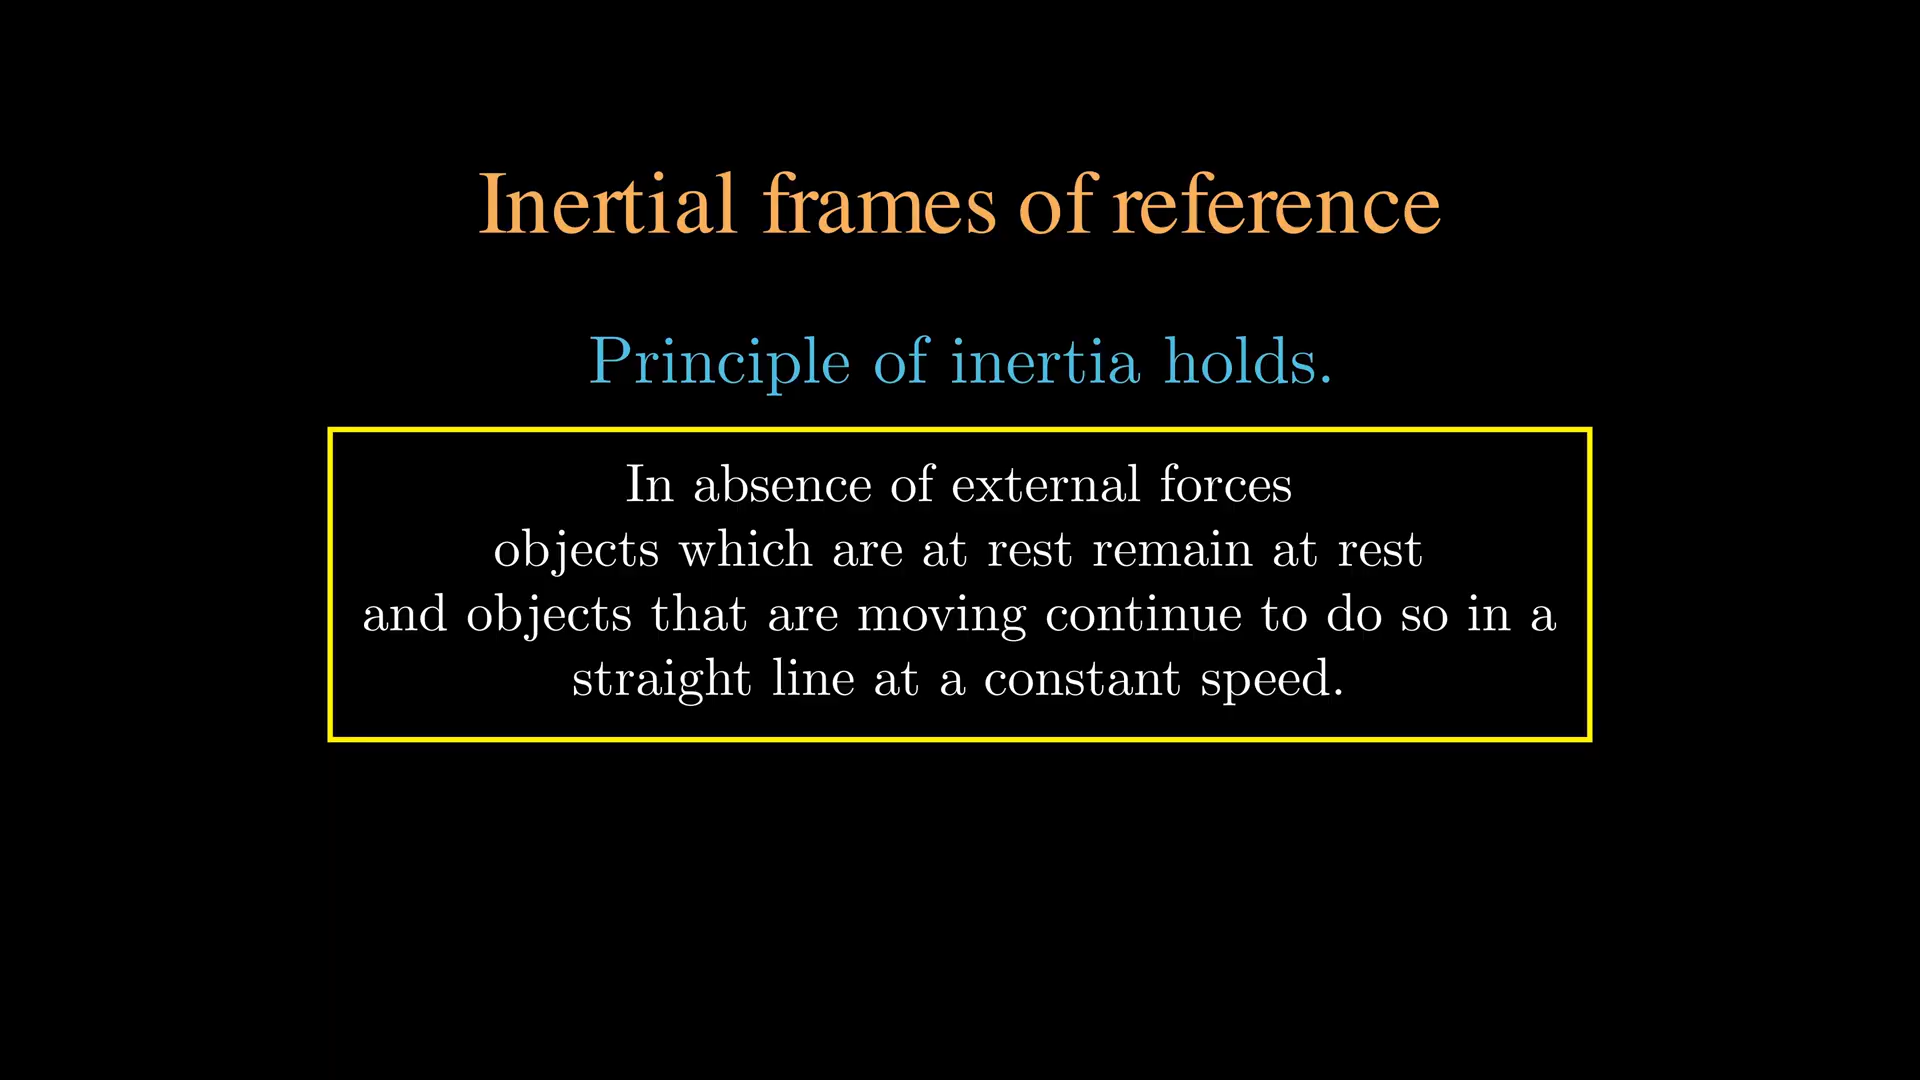 Inertial frames of reference
Principle of inertia holds.
In absence of external forces
objects which are at rest remain at rest
and objects that are moving continue to do so in a
straight line at a constant speed.